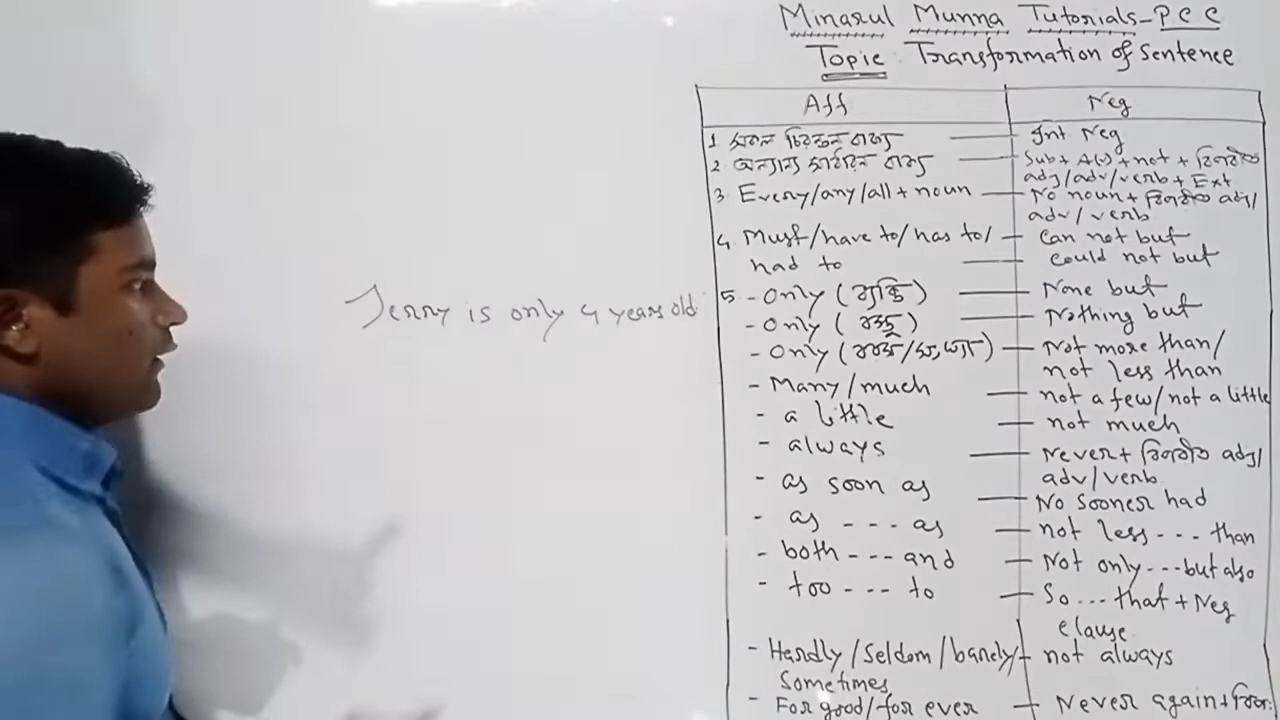 Minarul Munna Tutorials-PCC
Topic Transformation of Sentence
Aff Neg
1. সকল চিরন্তন বাক্য — Int Neg
2. অন্যান্য সাধারন বাক্য — Sub + A(v) + not + বিপরীত
adj/adv/verb + Ext
3. Every/any/all + noun — No noun + বিপরীত adj/
adv/verb
4. Must/have to/has to/ — Can not but
had to — could not but
Jerry is only 4 years old
5 - Only (ব্যক্তি) — None but
- Only (বস্তু) — Nothing but
- Only (বয়স/সংখ্যা) — Not more than/
not less than
- Many/much — not a few/not a little
- a little — not much
- always — Never + বিপরীত adj/
adv/verb
- as soon as — No sooner had
- as --- as — not less --- than
- both --- and — Not only ---but also
- too --- to — So ... that + Neg
clause
- Hardly/Seldom/barely/ — not always
Sometimes
- For good/for ever — Never again +